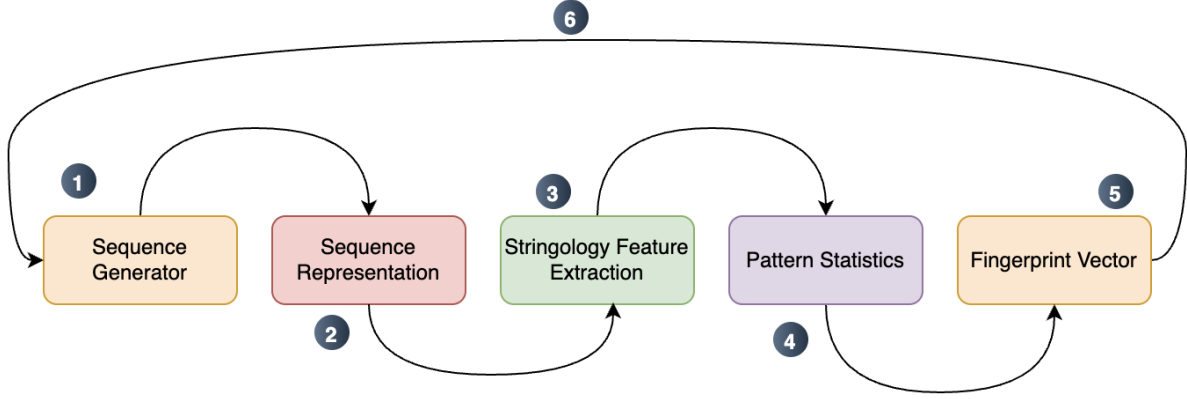 6
1
Sequence
Generator
2
Sequence
Representation
3
Stringology Feature
Extraction
4
Pattern Statistics
5
Fingerprint Vector